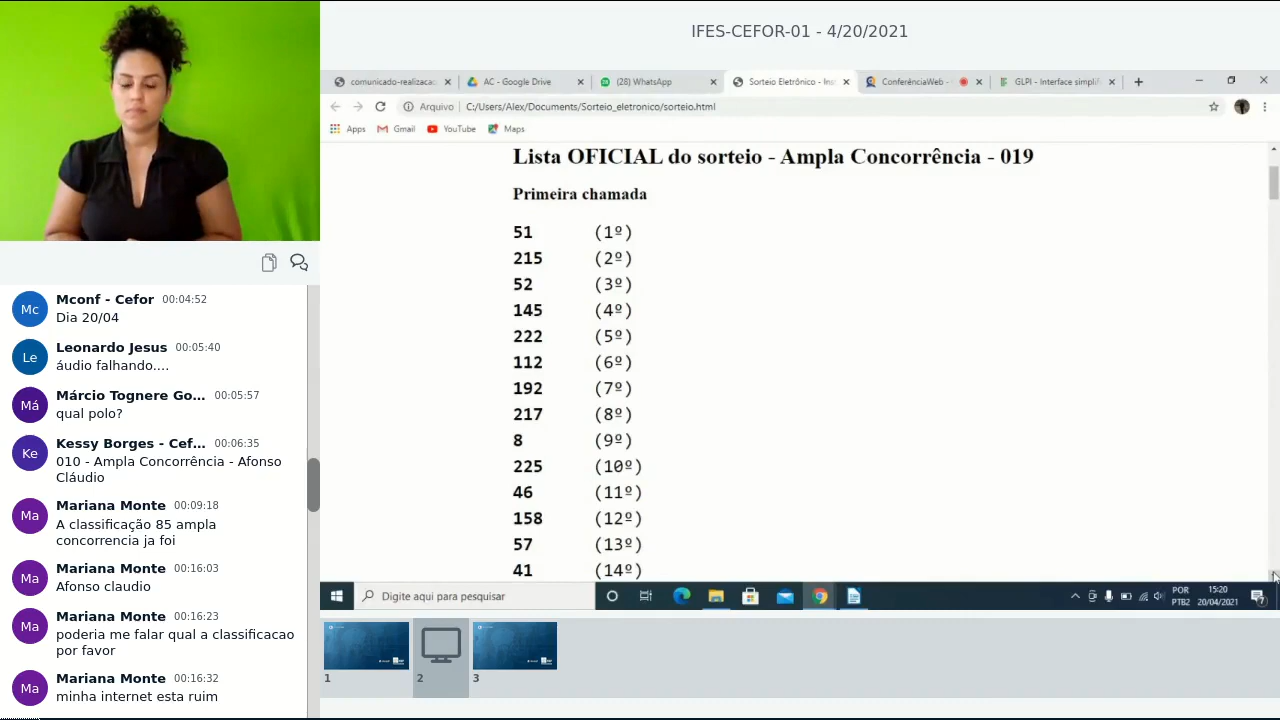 IFES-CEFOR-01 - 4/20/2021
comunicado-realizaca
AC - Google Drive
(28) WhatsApp
Sorteio Eletrônico - Ins
ConferênciaWeb -
GLPI - Interface simplifi
Arquivo
C:/Users/Alex/Documents/Sorteio_eletronico/sorteio.html
Apps
Gmail
YouTube
Maps
Lista OFICIAL do sorteio - Ampla Concorrência - 019
Primeira chamada
51 (1º)
215 (2º)
52 (3º)
145 (4º)
222 (5º)
112 (6º)
192 (7º)
217 (8º)
8 (9º)
225 (10º)
46 (11º)
158 (12º)
57 (13º)
41 (14º)
Mc
Mconf - Cefor 00:04:52
Dia 20/04
Le
Leonardo Jesus 00:05:40
áudio falhando....
Má
Márcio Tognere Go... 00:05:57
qual polo?
Ke
Kessy Borges - Cef... 00:06:35
010 - Ampla Concorrência - Afonso
Cláudio
Ma
Mariana Monte 00:09:18
A classificação 85 ampla
concorrencia ja foi
Ma
Mariana Monte 00:16:03
Afonso claudio
Ma
Mariana Monte 00:16:23
poderia me falar qual a classificacao
por favor
Ma
Mariana Monte 00:16:32
minha internet esta ruim
Digite aqui para pesquisar
POR
PTB2
15:20
20/04/2021
7
1
2
3